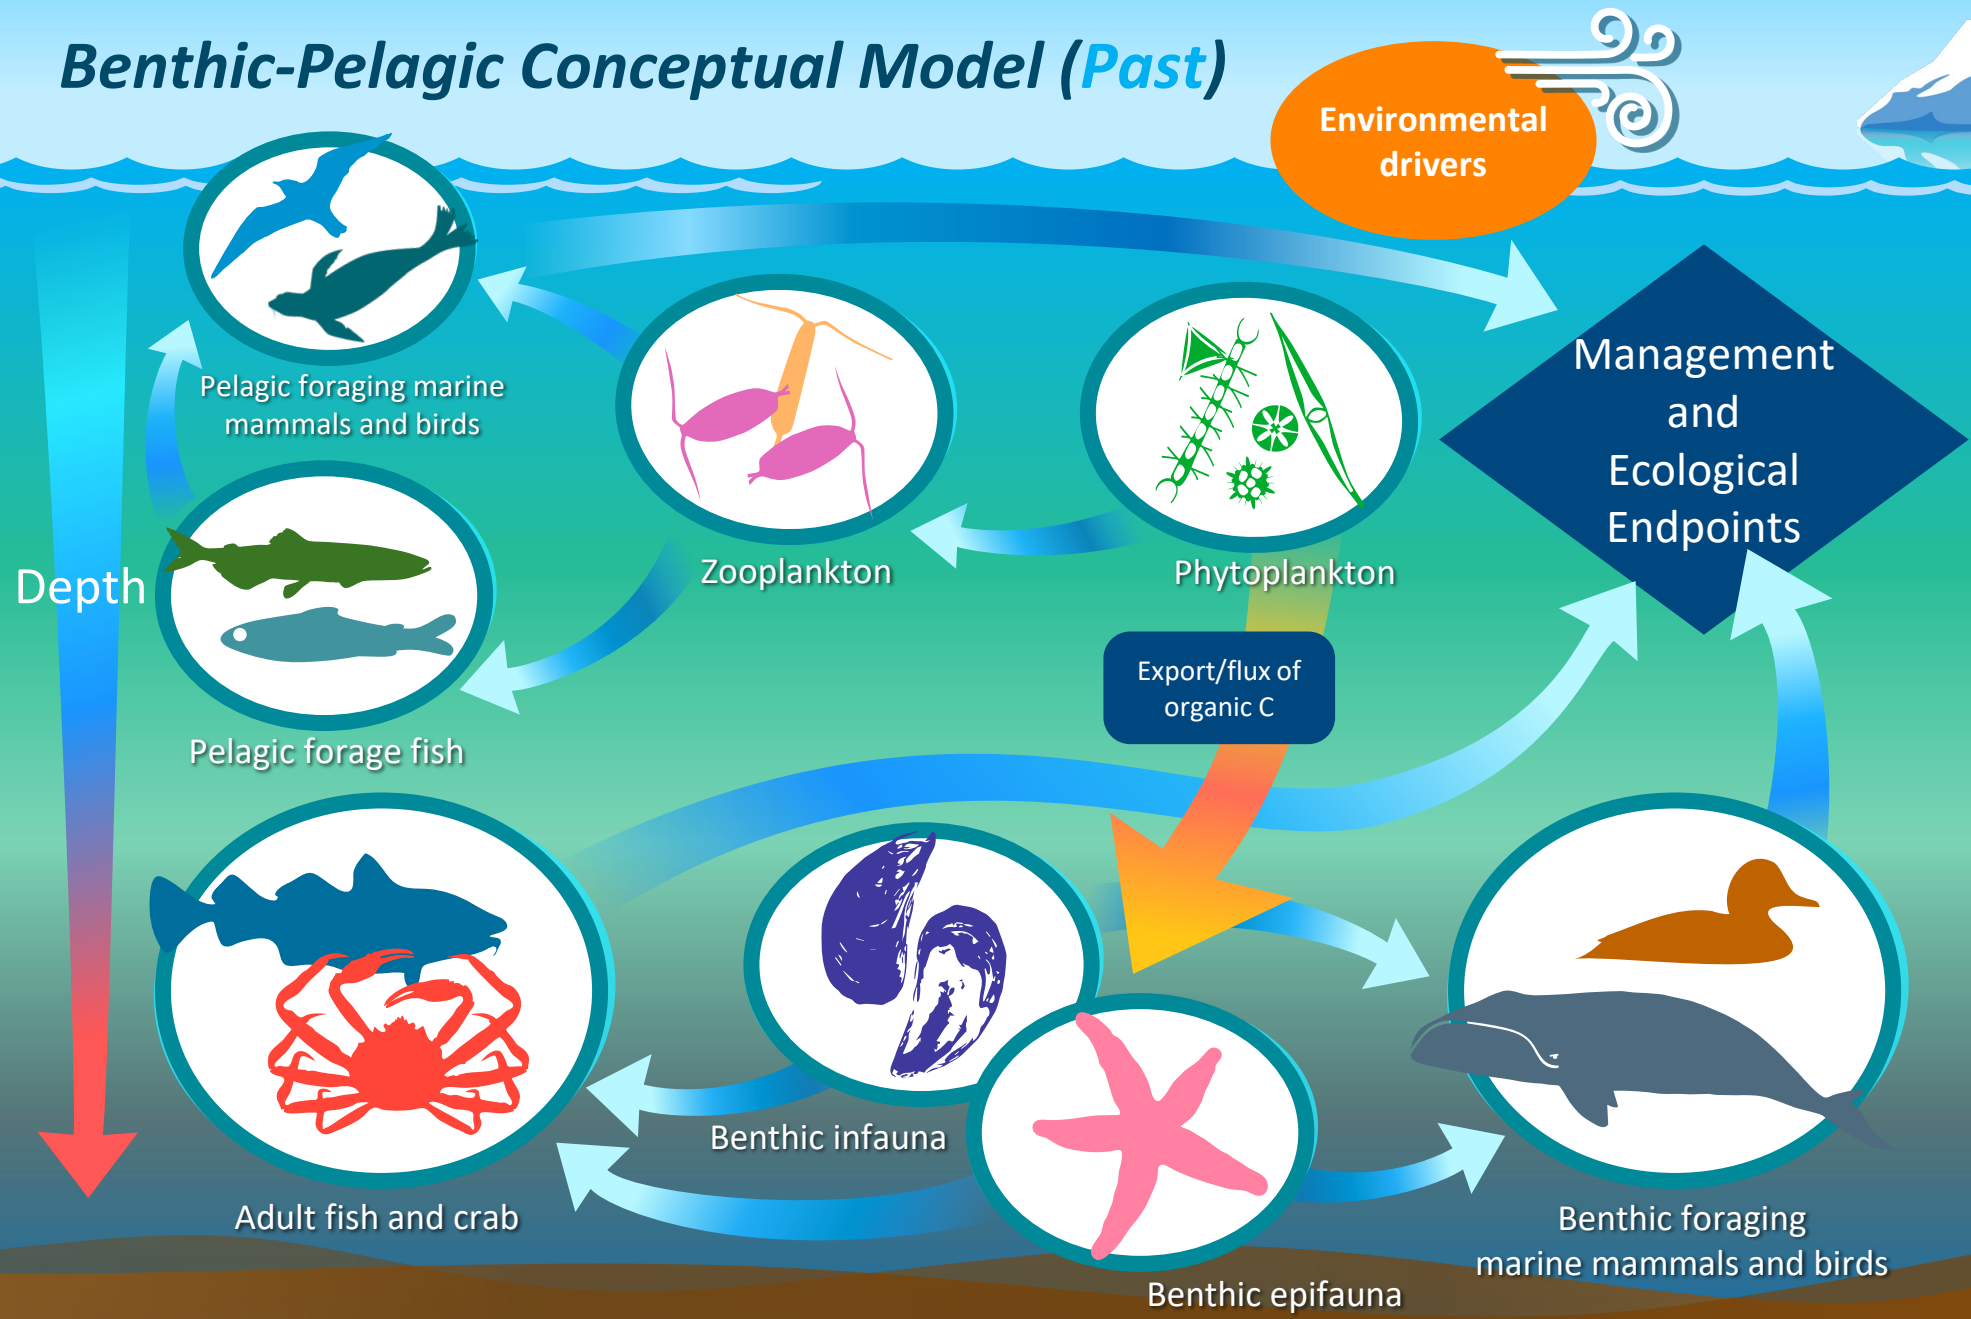 Benthic-Pelagic Conceptual Model (Past)
Environmental
drivers
Pelagic foraging marine
mammals and birds
Management
and
Ecological
Endpoints
Zooplankton
Phytoplankton
Depth
Export/flux of
organic C
Pelagic forage fish
Benthic infauna
Adult fish and crab
Benthic foraging
marine mammals and birds
Benthic epifauna